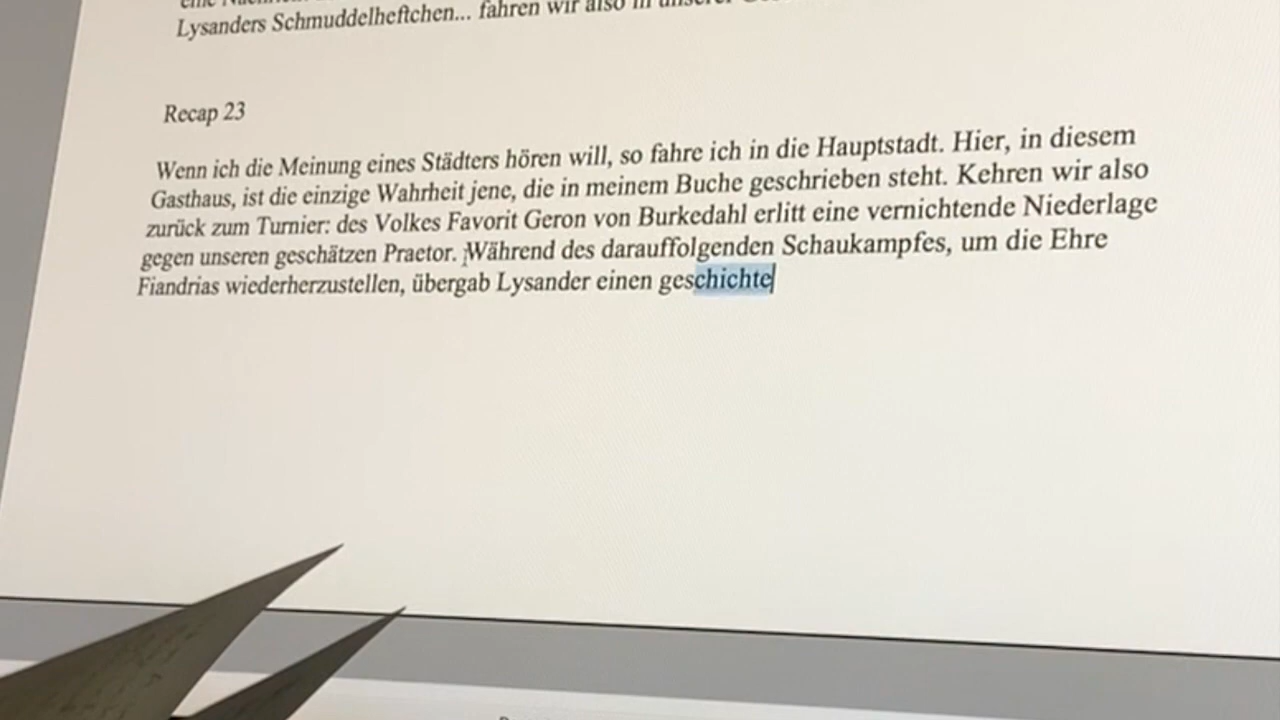 Lysanders Schmuddelheftchen... fahren wir also in unserer
Recap 23
Wenn ich die Meinung eines Städters hören will, so fahre ich in die Hauptstadt. Hier, in diesem
Gasthaus, ist die einzige Wahrheit jene, die in meinem Buche geschrieben steht. Kehren wir also
zurück zum Turnier: des Volkes Favorit Geron von Burkedahl erlitt eine vernichtende Niederlage
gegen unseren geschätzen Praetor. Während des darauffolgenden Schaukampfes, um die Ehre
Fiandrias wiederherzustellen, übergab Lysander einen geschichte